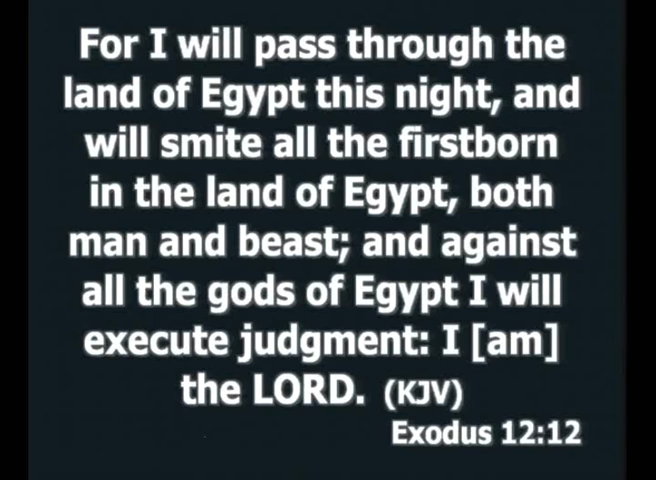 For I will pass through the
land of Egypt this night, and
will smite all the firstborn
in the land of Egypt, both
man and beast; and against
all the gods of Egypt I will
execute judgment: I [am]
the LORD. (KJV)
Exodus 12:12